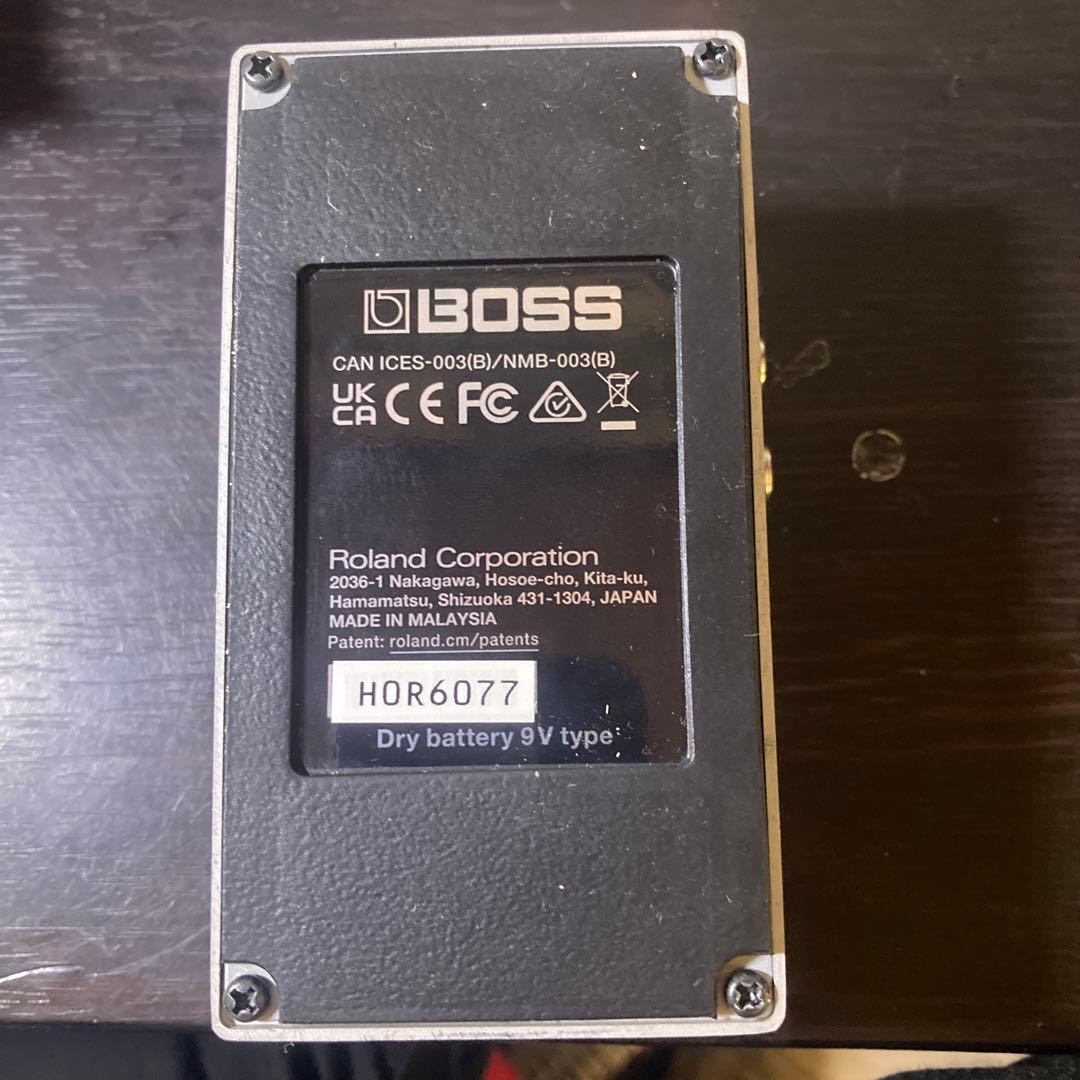 BOSS
CAN ICES-003(B)/NMB-003(B)
UK
CA CE FC
Roland Corporation
2036-1 Nakagawa, Hosoe-cho, Kita-ku,
Hamamatsu, Shizuoka 431-1304, JAPAN
MADE IN MALAYSIA
Patent: roland.cm/patents
H0R6077
Dry battery 9V type